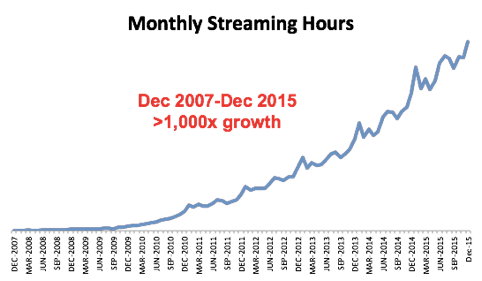 Monthly Streaming Hours
Dec 2007-Dec 2015
>1,000x growth
DEC 2007
MAR-2008
JUN-2008
SEP-2008
DEC-2008
MAR-2009
JUN-2009
SEP-2009
DEC-2009
MAR-2010
JUN-2010
SEP-2010
DEC 2010
MAR-2011
JUN-2011
SEP-2011
DEC-2011
MAR-2012
JUN-2012
SEP-2012
DEC-2012
MAR-2013
JUN-2013
SEP-2013
DEC-2013
MAR-2014
JUN-2014
SEP-2014
DEC-2014
MAR-2015
JUN-2015
SEP-2015
Dec-15